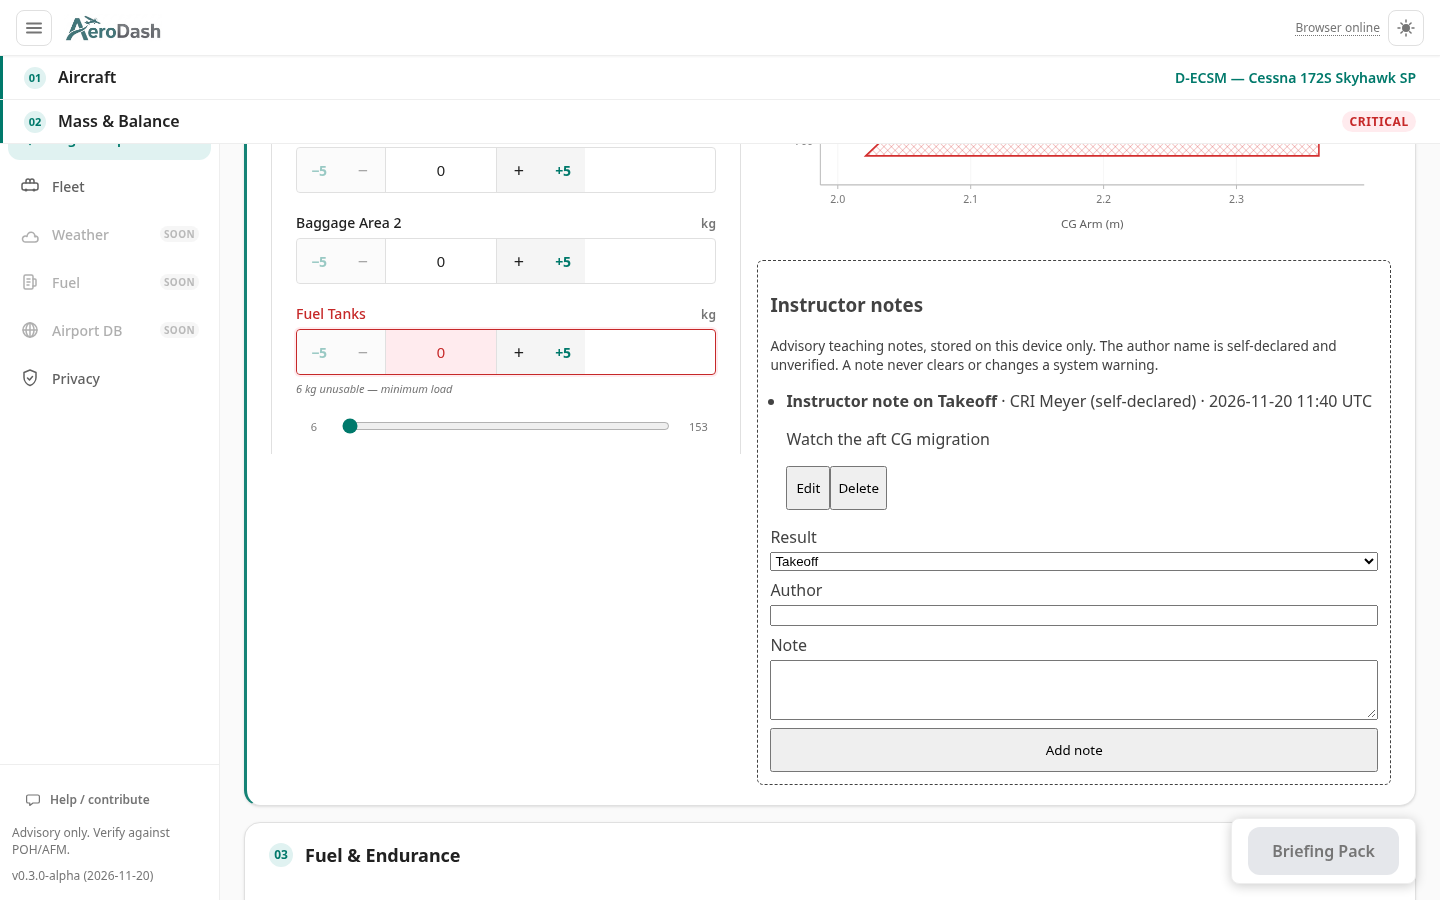 AeroDash
Browser online
01 Aircraft
D-ECSM — Cessna 172S Skyhawk SP
02 Mass & Balance
CRITICAL
Fleet
Weather SOON
Fuel SOON
Airport DB SOON
Privacy
Help / contribute
Advisory only. Verify against
POH/AFM.
v0.3.0-alpha (2026-11-20)
−5 − 0 + +5
Baggage Area 2 kg
−5 − 0 + +5
Fuel Tanks kg
−5 − 0 + +5
6 kg unusable — minimum load
6 153
2.0 2.1 2.2 2.3
CG Arm (m)
Instructor notes
Advisory teaching notes, stored on this device only. The author name is self-declared and
unverified. A note never clears or changes a system warning.
• Instructor note on Takeoff · CRI Meyer (self-declared) · 2026-11-20 11:40 UTC
Watch the aft CG migration
Edit Delete
Result
Takeoff
Author
Note
Add note
03 Fuel & Endurance
Briefing Pack